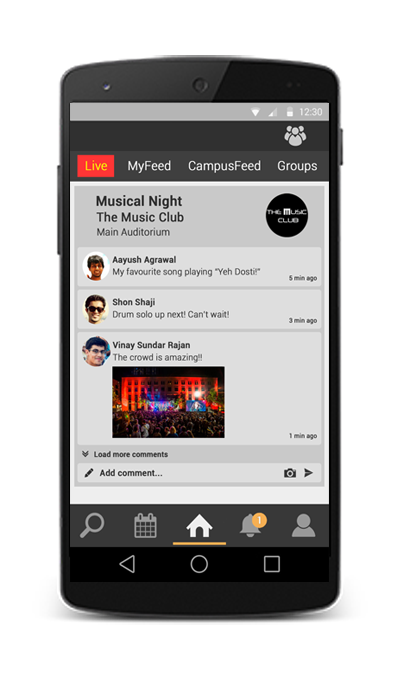 12:30
Live MyFeed CampusFeed Groups
Musical Night
The Music Club
Main Auditorium
THE MUSIC
CLUB
Aayush Agrawal
My favourite song playing "Yeh Dosti!"
5 min ago
Shon Shaji
Drum solo up next! Can't wait!
3 min ago
Vinay Sundar Rajan
The crowd is amazing!!
1 min ago
Load more comments
Add comment...
1